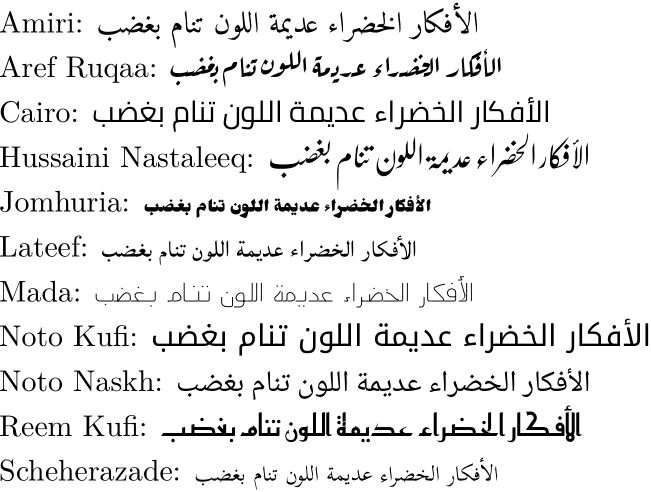 Amiri: الأفكار الخضراء عديمة اللون تنام بغضب
Aref Ruqaa: الأفكار الخضراء عديمة اللون تنام بغضب
Cairo: الأفكار الخضراء عديمة اللون تنام بغضب
Hussaini Nastaleeq: الأفكار الخضراء عديمة اللون تنام بغضب
Jomhuria: الأفكار الخضراء عديمة اللون تنام بغضب
Lateef: الأفكار الخضراء عديمة اللون تنام بغضب
Mada: الأفكار الخضراء عديمة اللون تنام بغضب
Noto Kufi: الأفكار الخضراء عديمة اللون تنام بغضب
Noto Naskh: الأفكار الخضراء عديمة اللون تنام بغضب
Reem Kufi: الأفكار الخضراء عديمة اللون تنام بغضب
Scheherazade: الأفكار الخضراء عديمة اللون تنام بغضب